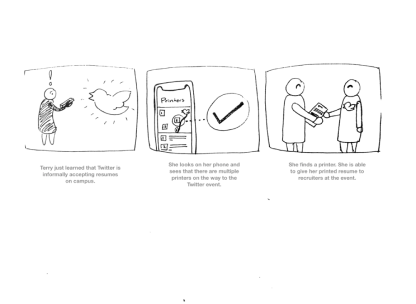 Printers
Terry just learned that Twitter is
informally accepting resumes
on campus.
She looks on her phone and
sees that there are multiple
printers on the way to the
Twitter event.
She finds a printer. She is able
to give her printed resume to
recruiters at the event.